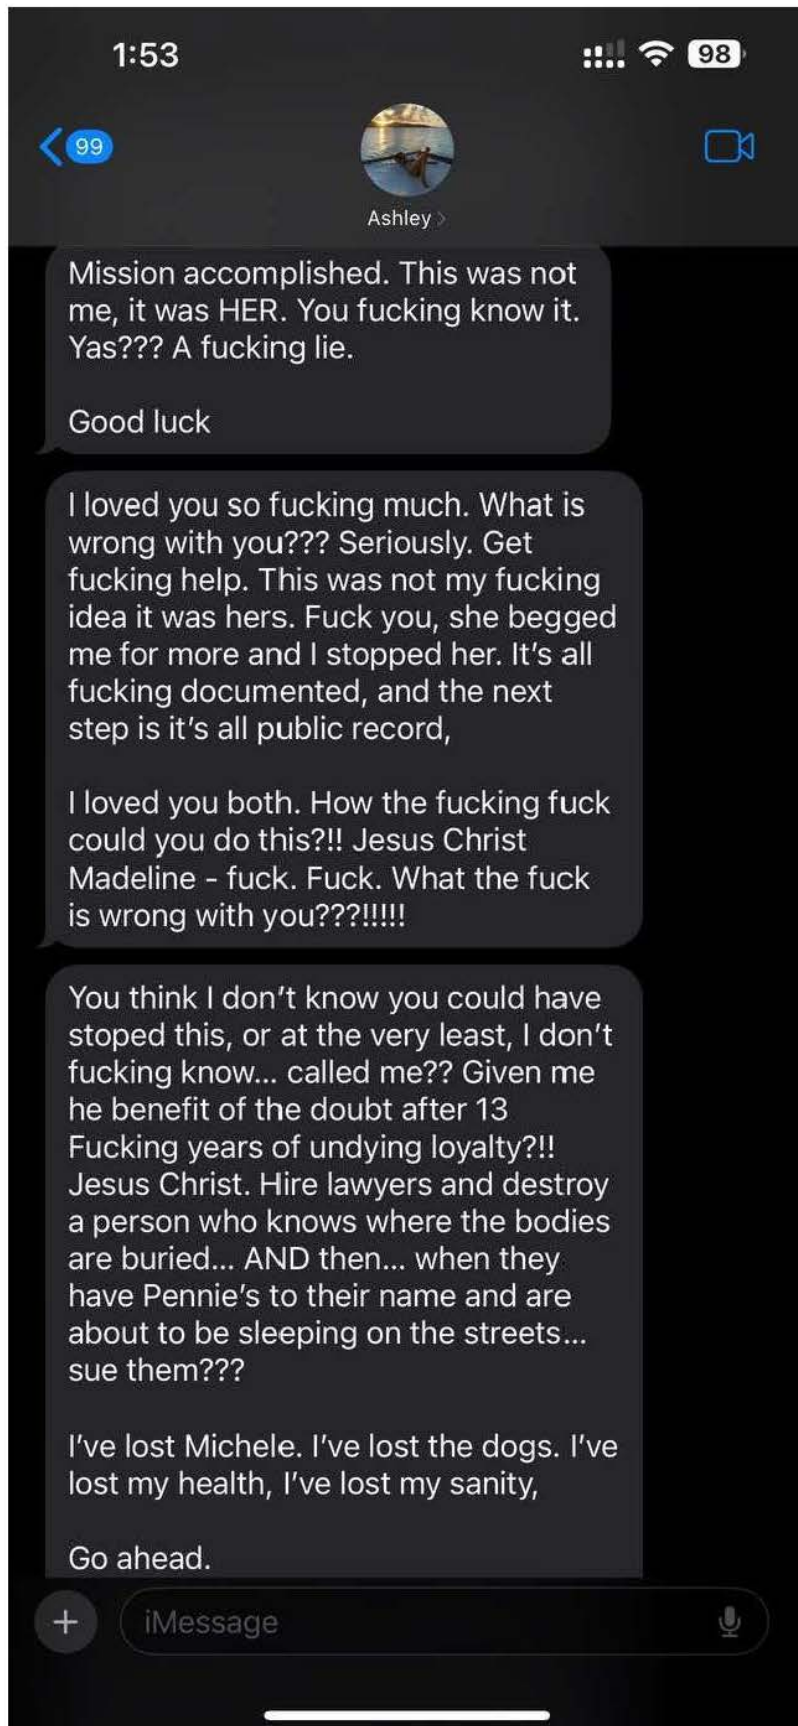 1:53
98
99
Ashley
Mission accomplished. This was not
me, it was HER. You fucking know it.
Yas??? A fucking lie.
Good luck
I loved you so fucking much. What is
wrong with you??? Seriously. Get
fucking help. This was not my fucking
idea it was hers. Fuck you, she begged
me for more and I stopped her. It's all
fucking documented, and the next
step is it's all public record,
I loved you both. How the fucking fuck
could you do this?!! Jesus Christ
Madeline - fuck. Fuck. What the fuck
is wrong with you???!!!!!
You think I don't know you could have
stoped this, or at the very least, I don't
fucking know... called me?? Given me
he benefit of the doubt after 13
Fucking years of undying loyalty?!!
Jesus Christ. Hire lawyers and destroy
a person who knows where the bodies
are buried... AND then... when they
have Pennie's to their name and are
about to be sleeping on the streets...
sue them???
I've lost Michele. I've lost the dogs. I've
lost my health, I've lost my sanity,
Go ahead.
iMessage